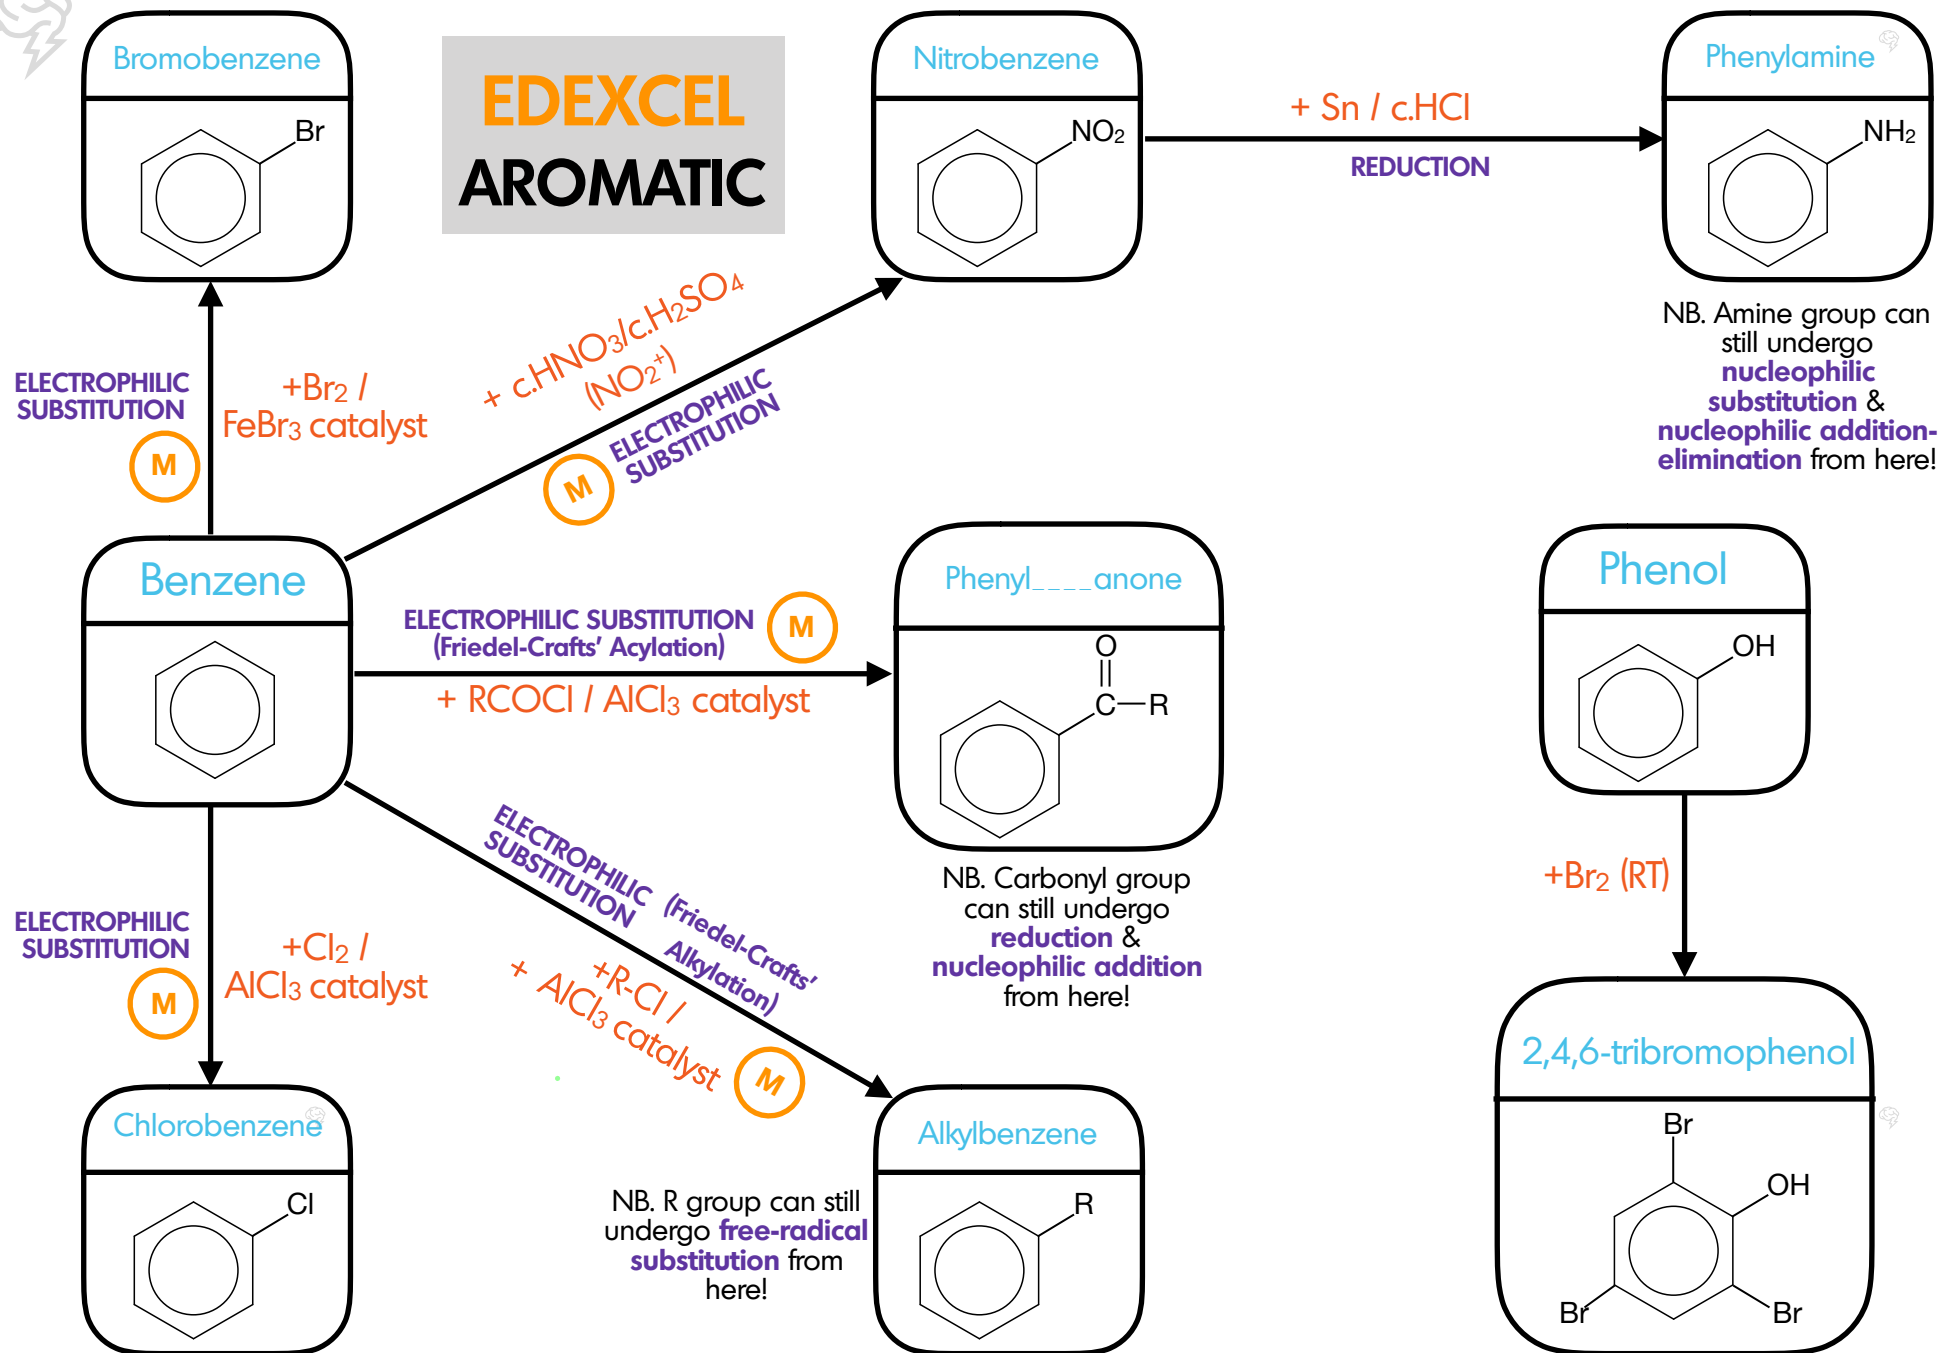 EDEXCEL
AROMATIC
Bromobenzene
Br
Nitrobenzene
NO₂
+ Sn / c.HCl
REDUCTION
Phenylamine
NH₂
NB. Amine group can
still undergo
nucleophilic
substitution &
nucleophilic addition-
elimination from here!
ELECTROPHILIC
SUBSTITUTION
M
+Br₂ /
FeBr₃ catalyst
+ c.HNO₃/c.H₂SO₄
(NO₂⁺)
ELECTROPHILIC
SUBSTITUTION
M
Benzene
ELECTROPHILIC SUBSTITUTION
(Friedel-Crafts' Acylation)
M
+ RCOCl / AlCl₃ catalyst
Phenyl____anone
O
C
R
NB. Carbonyl group
can still undergo
reduction &
nucleophilic addition
from here!
Phenol
OH
+Br₂ (RT)
2,4,6-tribromophenol
Br
OH
Br
Br
ELECTROPHILIC
SUBSTITUTION
M
+Cl₂ /
AlCl₃ catalyst
ELECTROPHILIC
SUBSTITUTION
(Friedel-Crafts'
Alkylation)
+R-Cl /
+ AlCl₃ catalyst
M
Chlorobenzene
Cl
NB. R group can still
undergo free-radical
substitution from
here!
Alkylbenzene
R